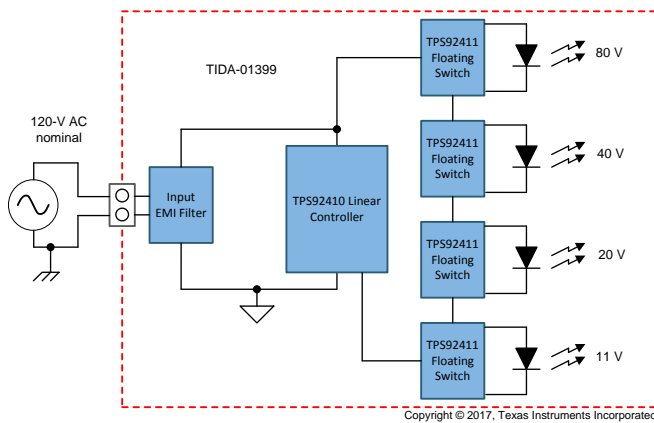 TIDA-01399
120-V AC
nominal
Input
EMI Filter
TPS92410 Linear
Controller
TPS92411
Floating
Switch
80 V
TPS92411
Floating
Switch
40 V
TPS92411
Floating
Switch
20 V
TPS92411
Floating
Switch
11 V
Copyright © 2017, Texas Instruments Incorporated